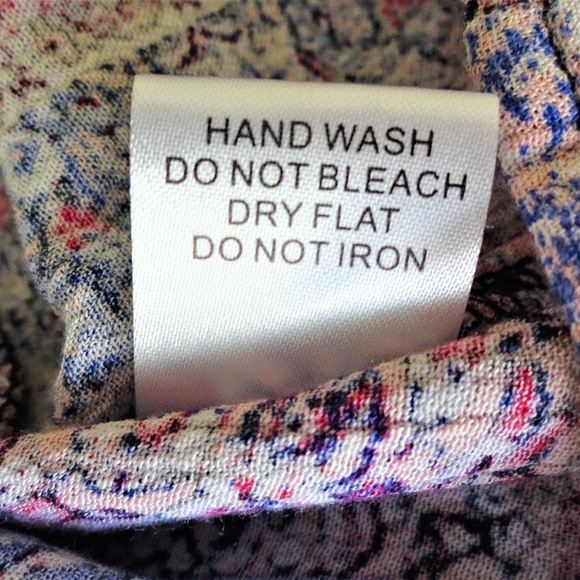 HAND WASH
DO NOT BLEACH
DRY FLAT
DO NOT IRON